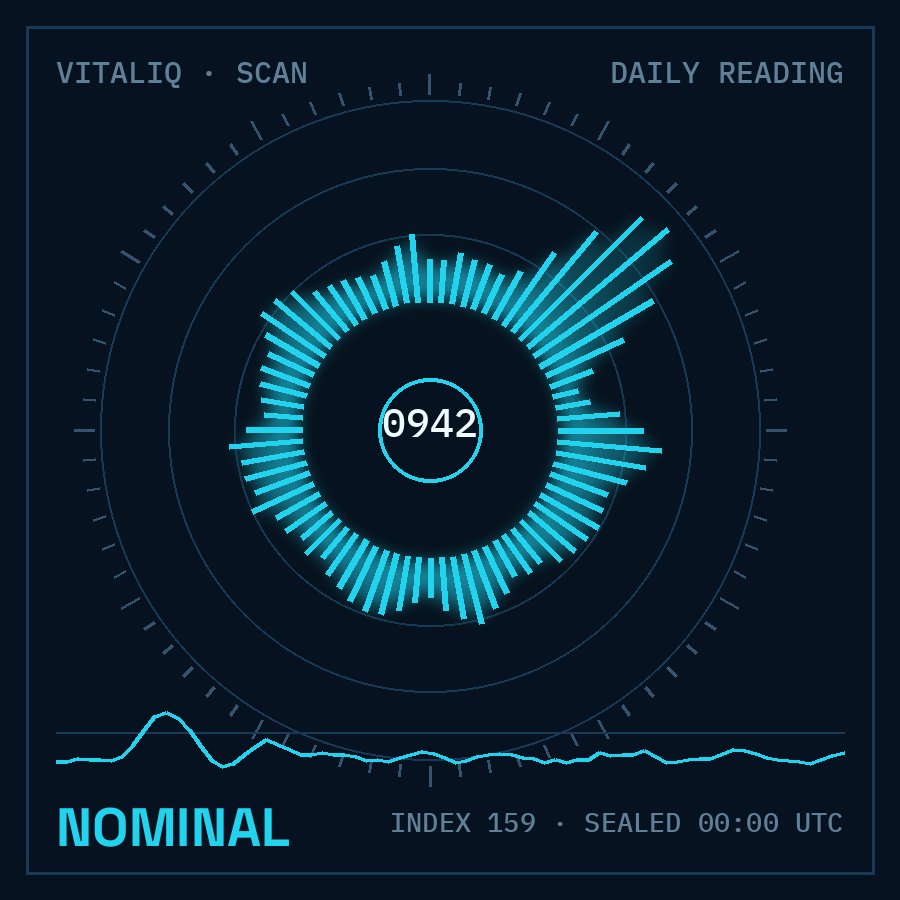 VITALIQ · SCAN
DAILY READING
0942
NOMINAL
INDEX 159 · SEALED 00:00 UTC